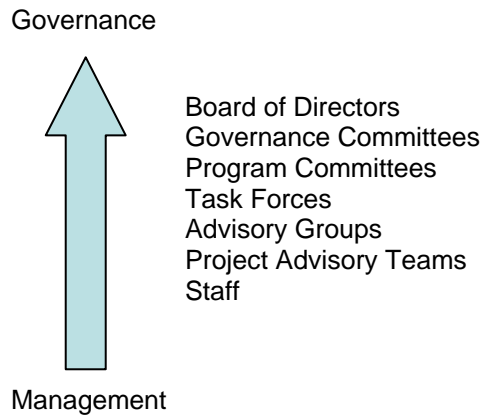 Governance
Board of Directors
Governance Committees
Program Committees
Task Forces
Advisory Groups
Project Advisory Teams
Staff
Management